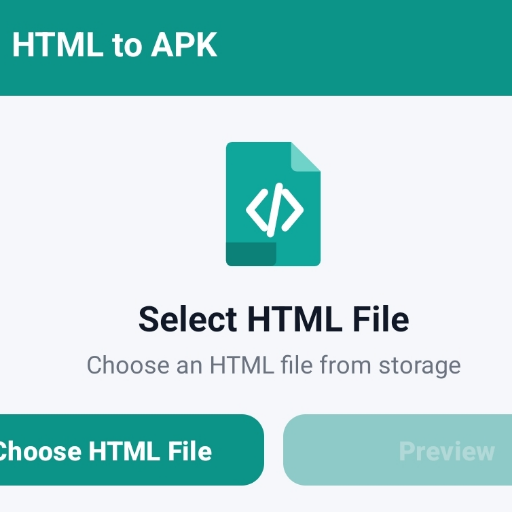 HTML to APK
Select HTML File
Choose an HTML file from storage
Choose HTML File
Preview